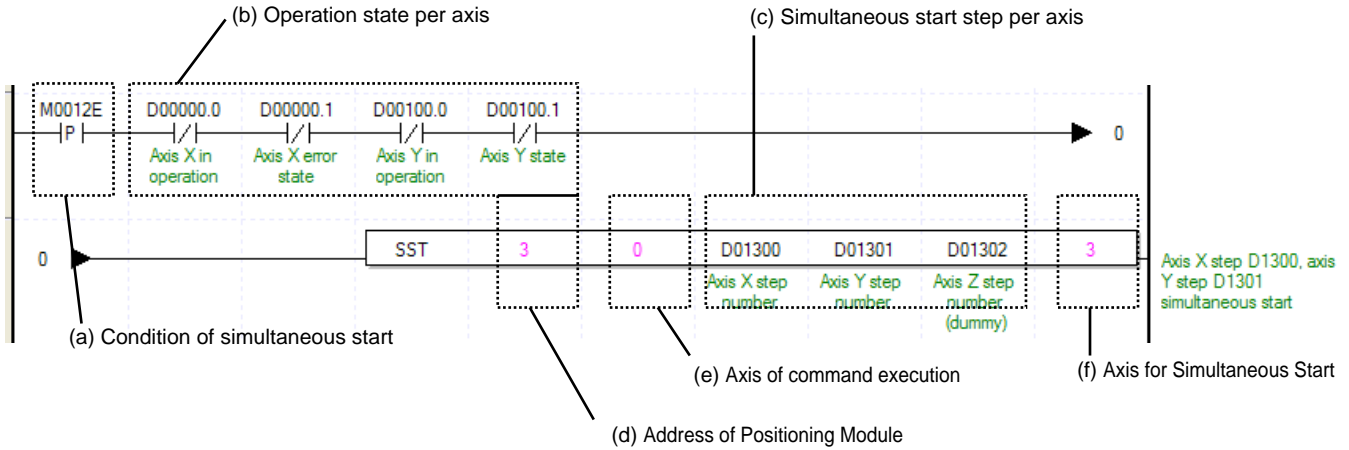 (b) Operation state per axis
(c) Simultaneous start step per axis
M0012E D00000.0 D00000.1 D00100.0 D00100.1
P
0
Axis X in operation
Axis X error state
Axis Y in operation
Axis Y state
0
SST 3 0 D01300 D01301 D01302 3
Axis X step number
Axis Y step number
Axis Z step number (dummy)
Axis X step D1300, axis
Y step D1301
simultaneous start
(a) Condition of simultaneous start
(e) Axis of command execution
(f) Axis for Simultaneous Start
(d) Address of Positioning Module